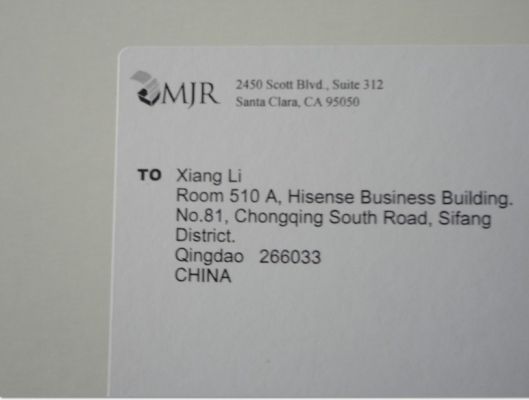 MJR
2450 Scott Blvd., Suite 312
Santa Clara, CA 95050
TO Xiang Li
Room 510 A, Hisense Business Building.
No.81, Chongqing South Road, Sifang
District.
Qingdao 266033
CHINA